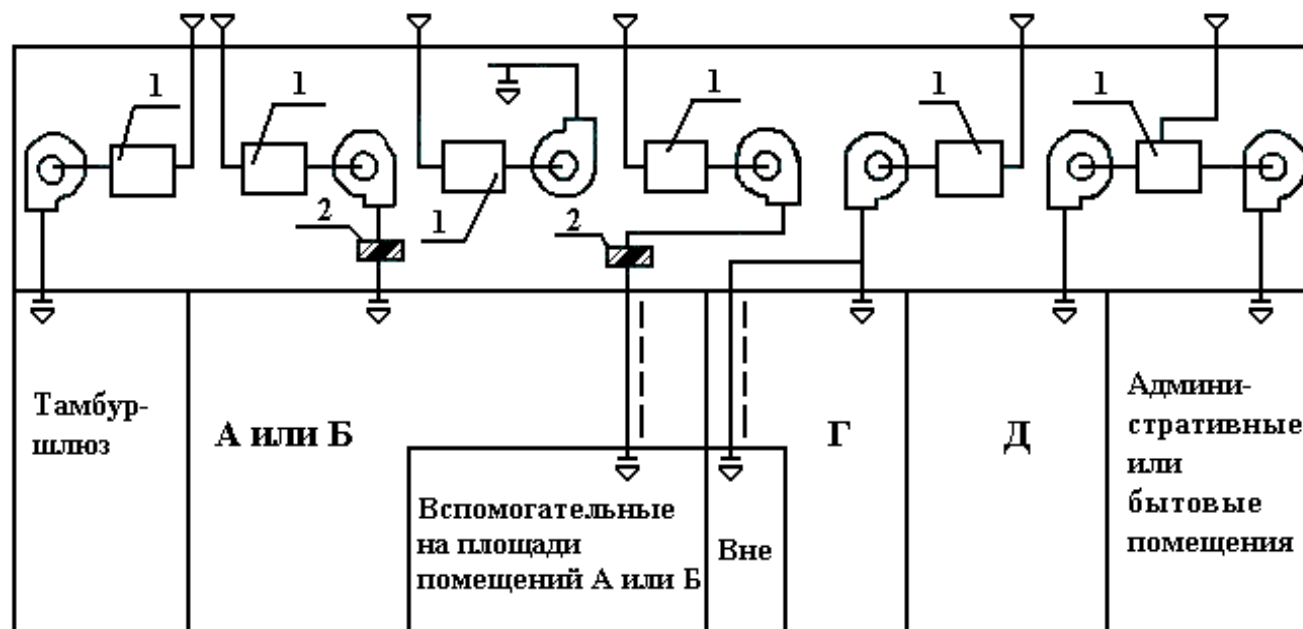 1
1
1
1
1
1
2
2
Тамбур-
шлюз
А или Б
Вспомогательные
на площади
помещений А или Б
Вне
Г
Д
Админи-
стративные
или
бытовые
помещения